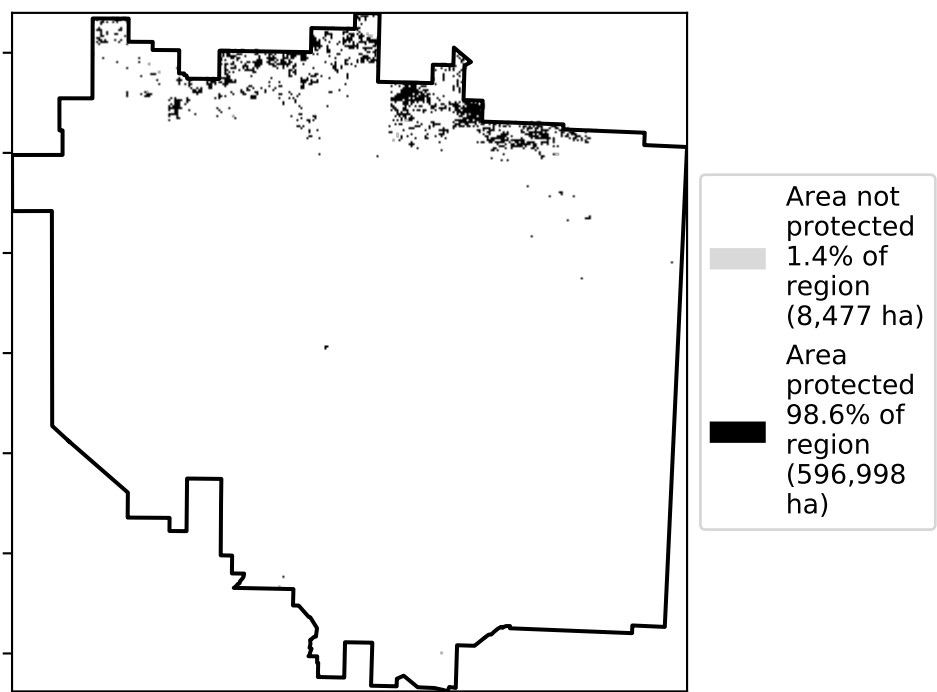 Area not
protected
1.4% of
region
(8,477 ha)
Area
protected
98.6% of
region
(596,998
ha)